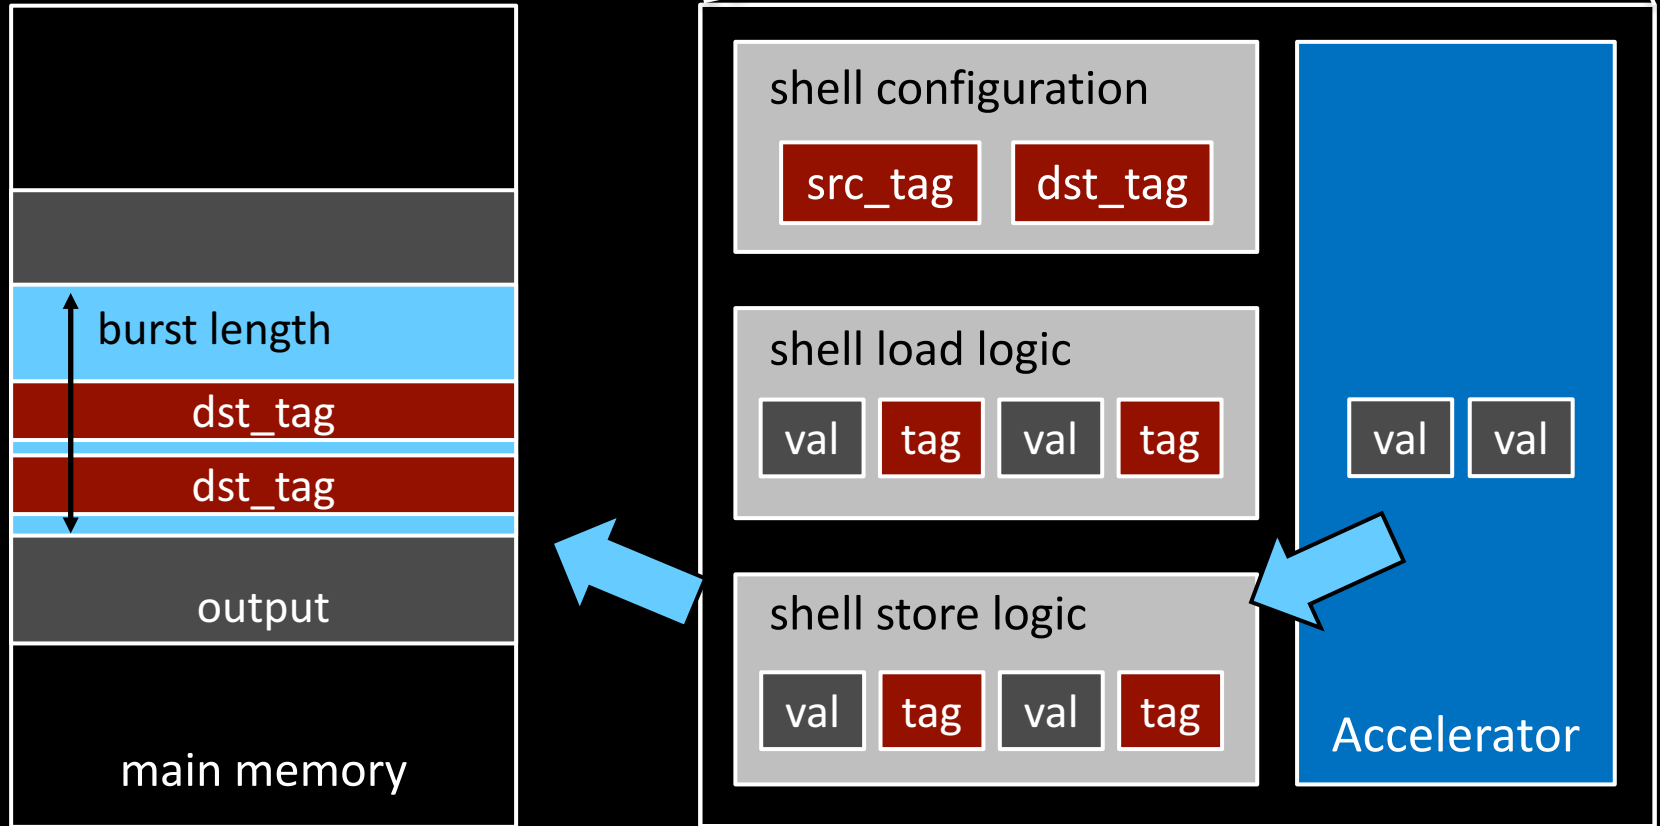 burst length
dst_tag
dst_tag
output
main memory
shell configuration
src_tag dst_tag
shell load logic
val tag val tag
shell store logic
val tag val tag
val val
Accelerator